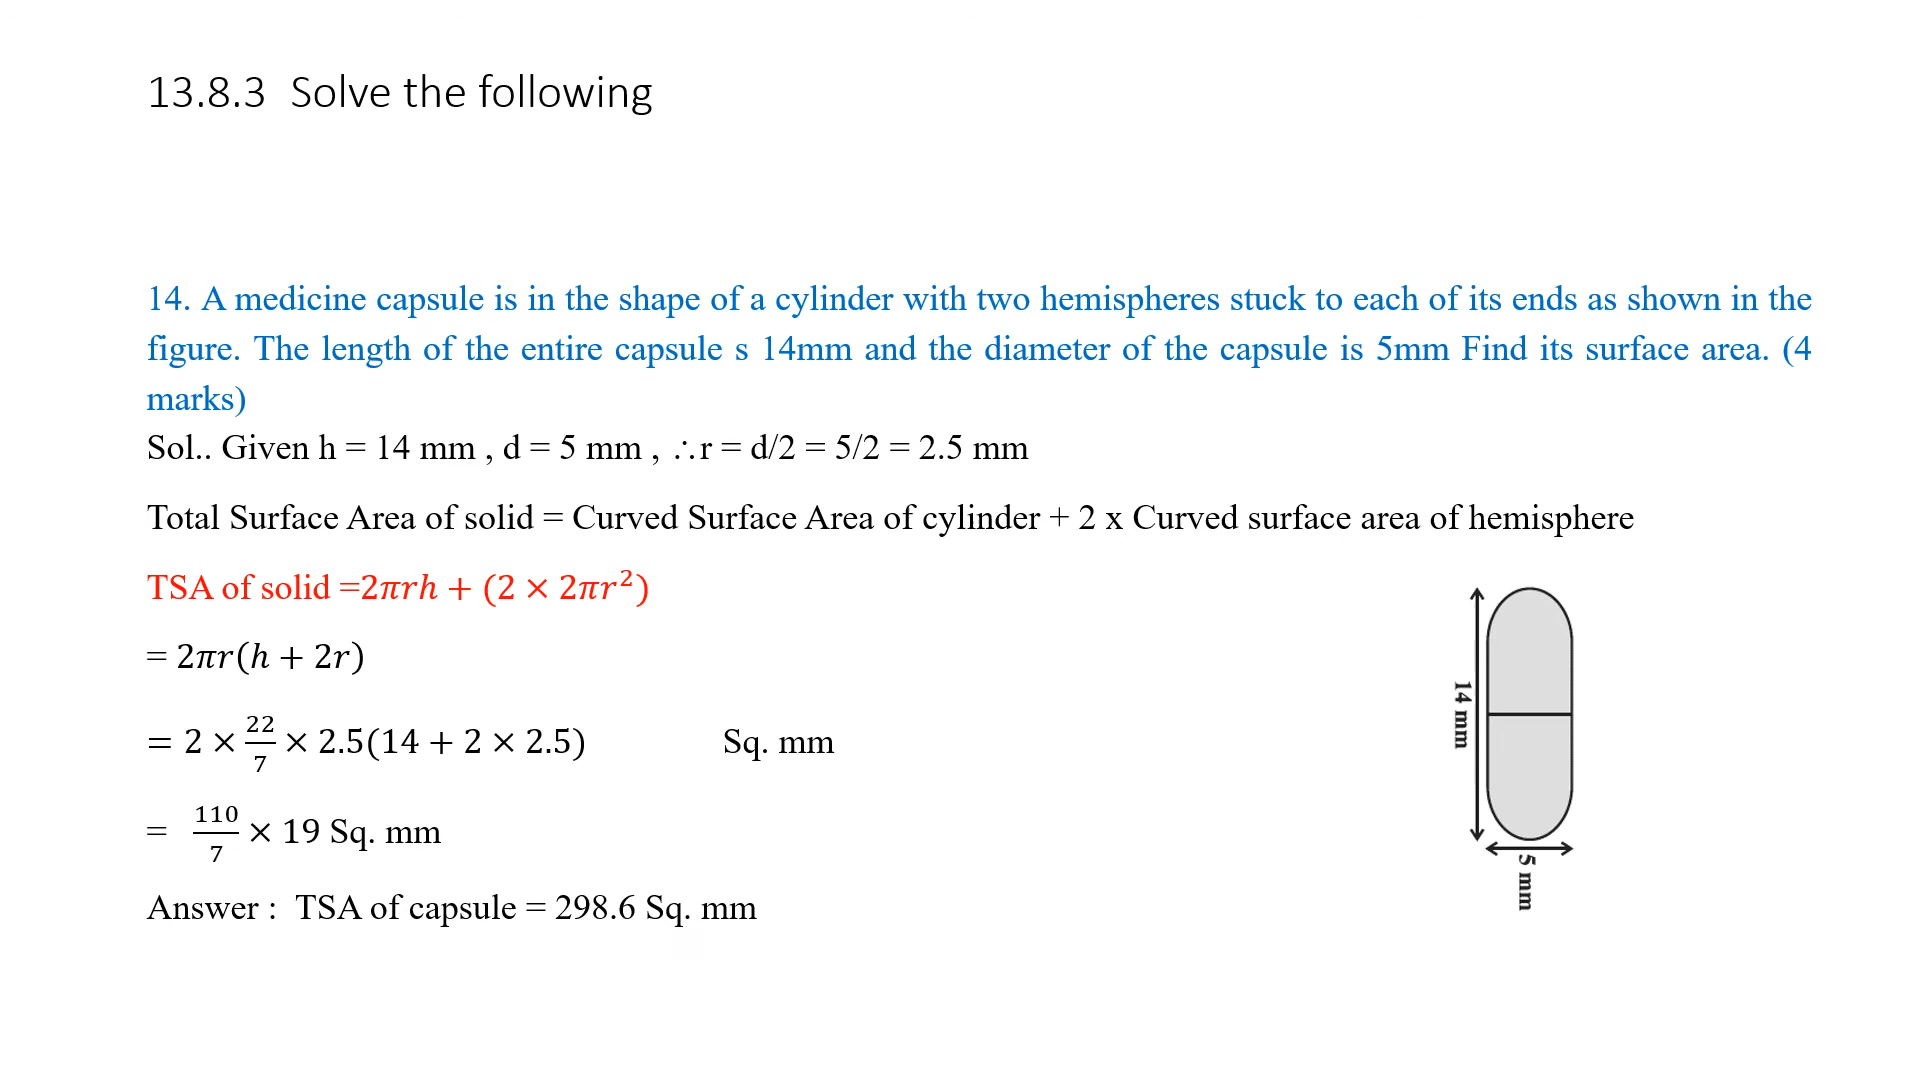 13.8.3 Solve the following
14. A medicine capsule is in the shape of a cylinder with two hemispheres stuck to each of its ends as shown in the
figure. The length of the entire capsule s 14mm and the diameter of the capsule is 5mm Find its surface area. (4
marks)
Sol.. Given h = 14 mm , d = 5 mm , ∴r = d/2 = 5/2 = 2.5 mm
Total Surface Area of solid = Curved Surface Area of cylinder + 2 x Curved surface area of hemisphere
TSA of solid =2πrh + (2 × 2πr²)
= 2πr(h + 2r)
= 2 × 22/7 × 2.5(14 + 2 × 2.5) Sq. mm
= 110/7 × 19 Sq. mm
Answer : TSA of capsule = 298.6 Sq. mm
14 mm
5 mm